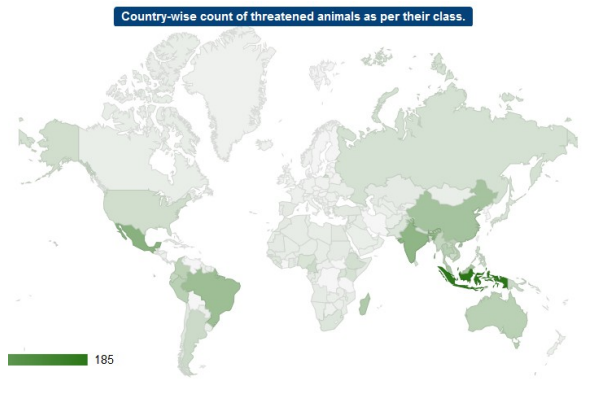 Country-wise count of threatened animals as per their class.
185